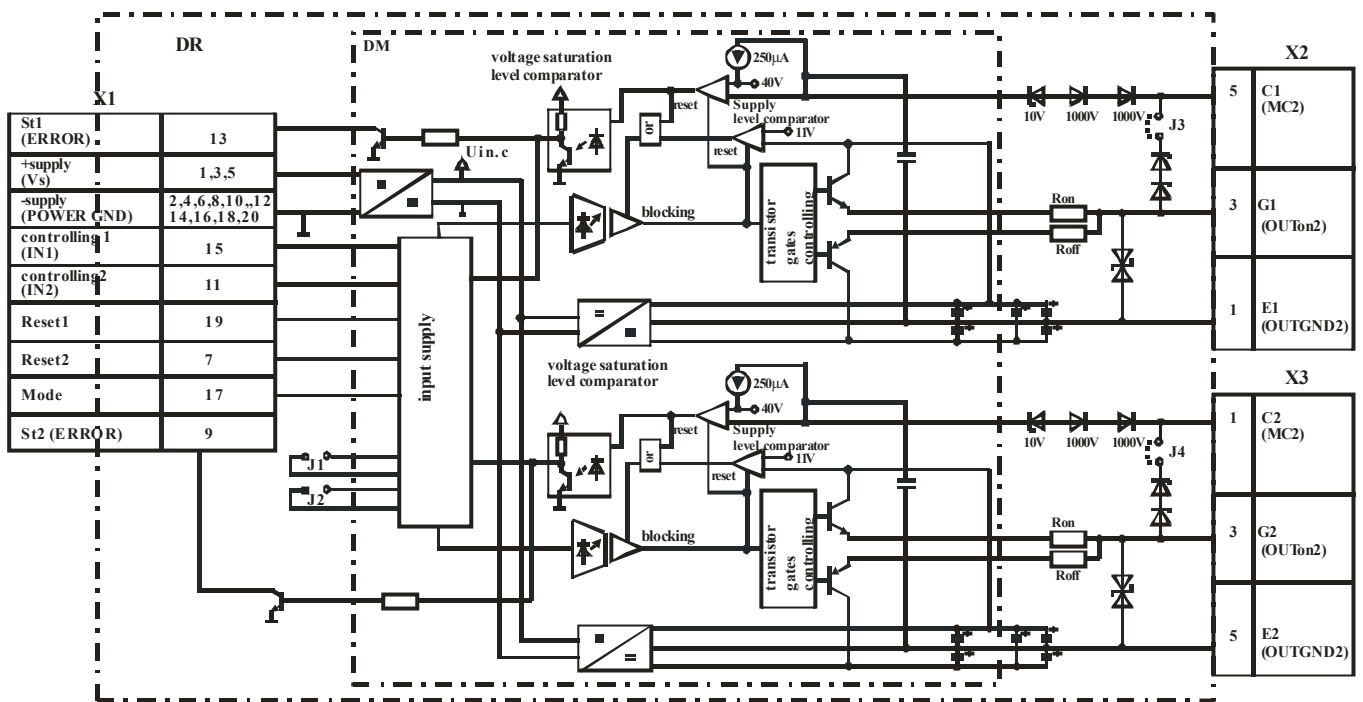 DR
DM
X1
St1
(ERROR)
13
+supply
(Vs)
1,3,5
-supply
(POWER GND)
2,4,6,8,10,,12
14,16,18,20
controlling 1
(IN1)
15
controlling2
(IN2)
11
Reset1
19
Reset2
7
Mode
17
St2 (ERROR)
9
J1
J2
input supply
Uin.c
voltage saturation
level comparator
250µA
40V
reset
or
Supply
level comparator
11V
reset
blocking
transistor
gates
controlling
=
10V
1000V
1000V
J3
Ron
Roff
X2
5
C1
(MC2)
3
G1
(OUTon2)
1
E1
(OUTGND2)
voltage saturation
level comparator
250µA
40V
reset
or
Supply
level comparator
11V
reset
blocking
transistor
gates
controlling
=
10V
1000V
1000V
J4
Ron
Roff
X3
1
C2
(MC2)
3
G2
(OUTon2)
5
E2
(OUTGND2)